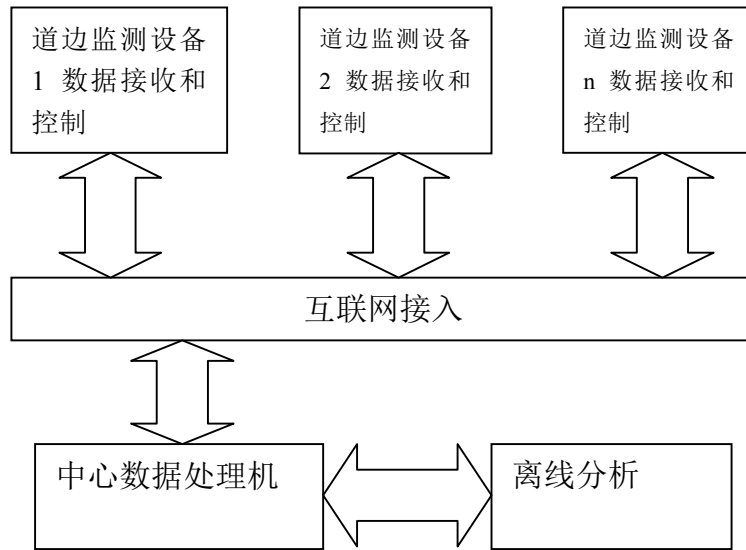 道边监测设备
1 数据接收和
控制
道边监测设备
2 数据接收和
控制
道边监测设备
n 数据接收和
控制
互联网接入
中心数据处理机
离线分析